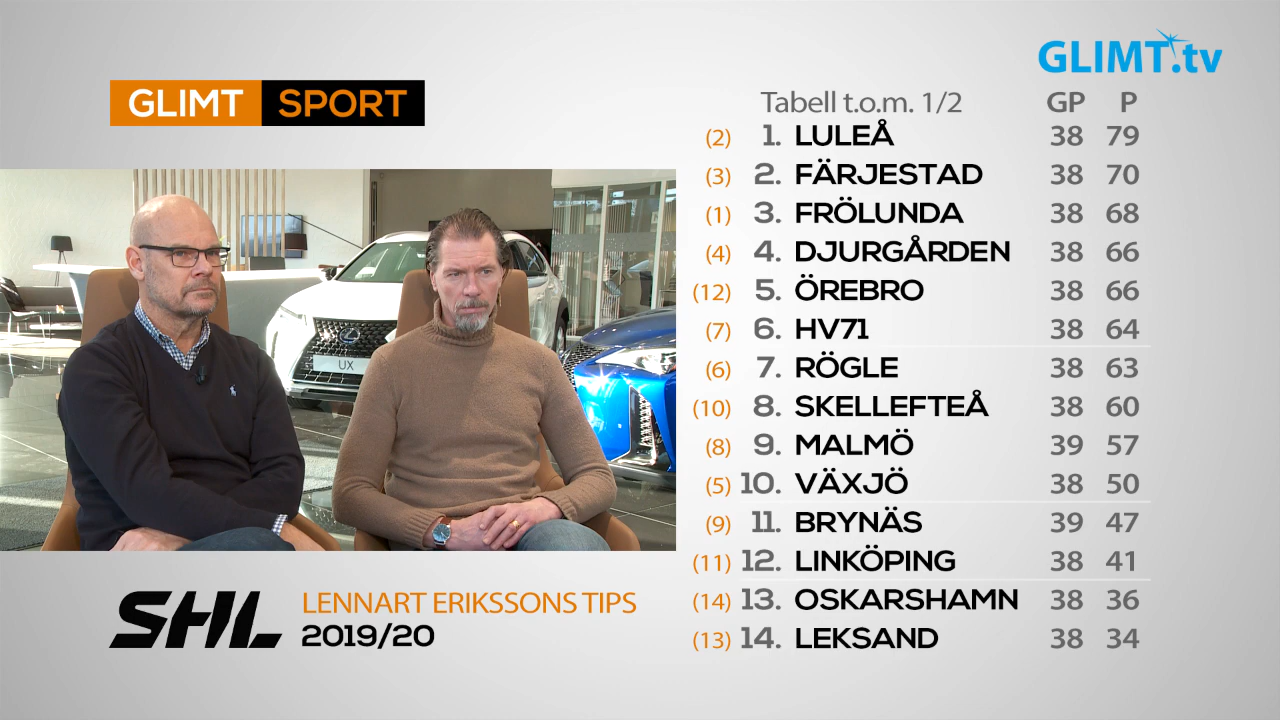 GLIMT.tv
GLIMT SPORT
Tabell t.o.m. 1/2 GP P
(2) 1. LULEÅ 38 79
(3) 2. FÄRJESTAD 38 70
(1) 3. FRÖLUNDA 38 68
(4) 4. DJURGÅRDEN 38 66
(12) 5. ÖREBRO 38 66
(7) 6. HV71 38 64
(6) 7. RÖGLE 38 63
(10) 8. SKELLEFTEÅ 38 60
(8) 9. MALMÖ 39 57
(5) 10. VÄXJÖ 38 50
(9) 11. BRYNÄS 39 47
(11) 12. LINKÖPING 38 41
(14) 13. OSKARSHAMN 38 36
(13) 14. LEKSAND 38 34
UX
SHL
LENNART ERIKSSONS TIPS
2019/20